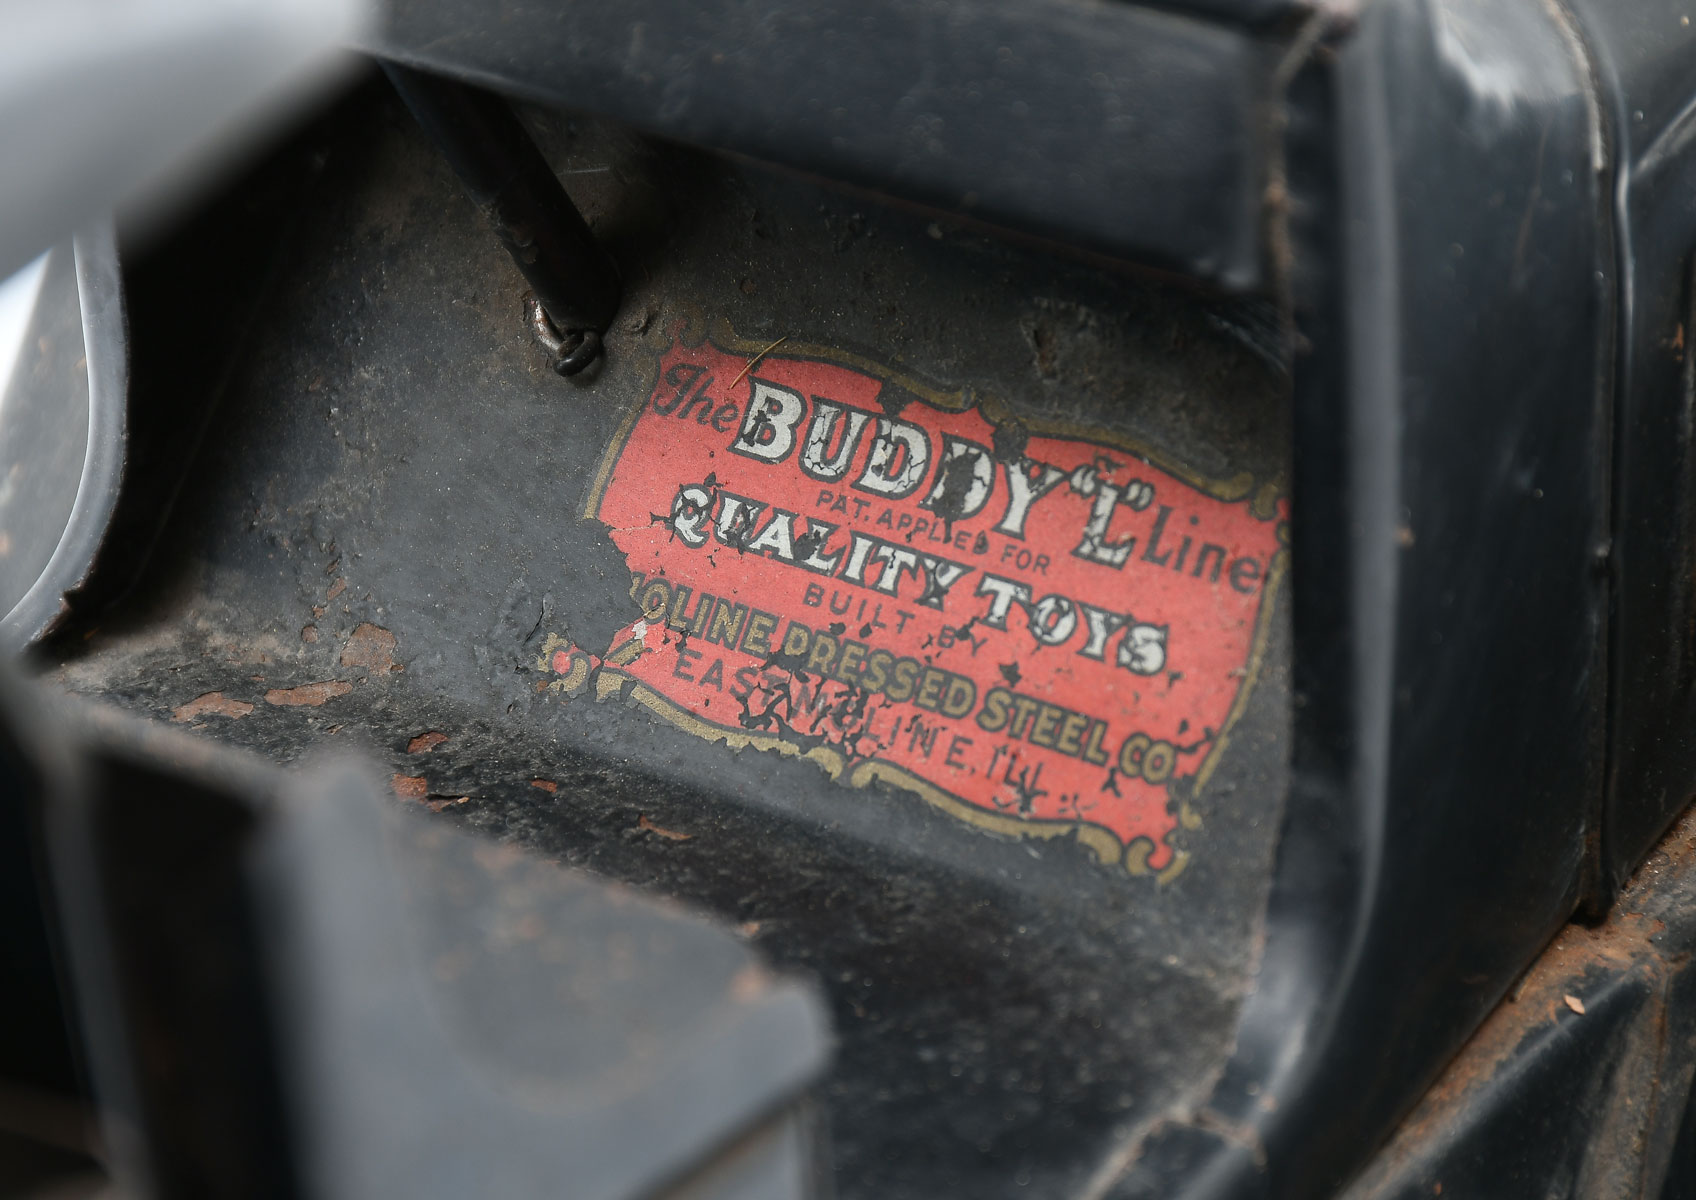 The BUDDY "L" Line
PAT. APPLIED FOR
QUALITY TOYS
BUILT BY
MOLINE PRESSED STEEL CO.
EAST MOLINE, ILL.